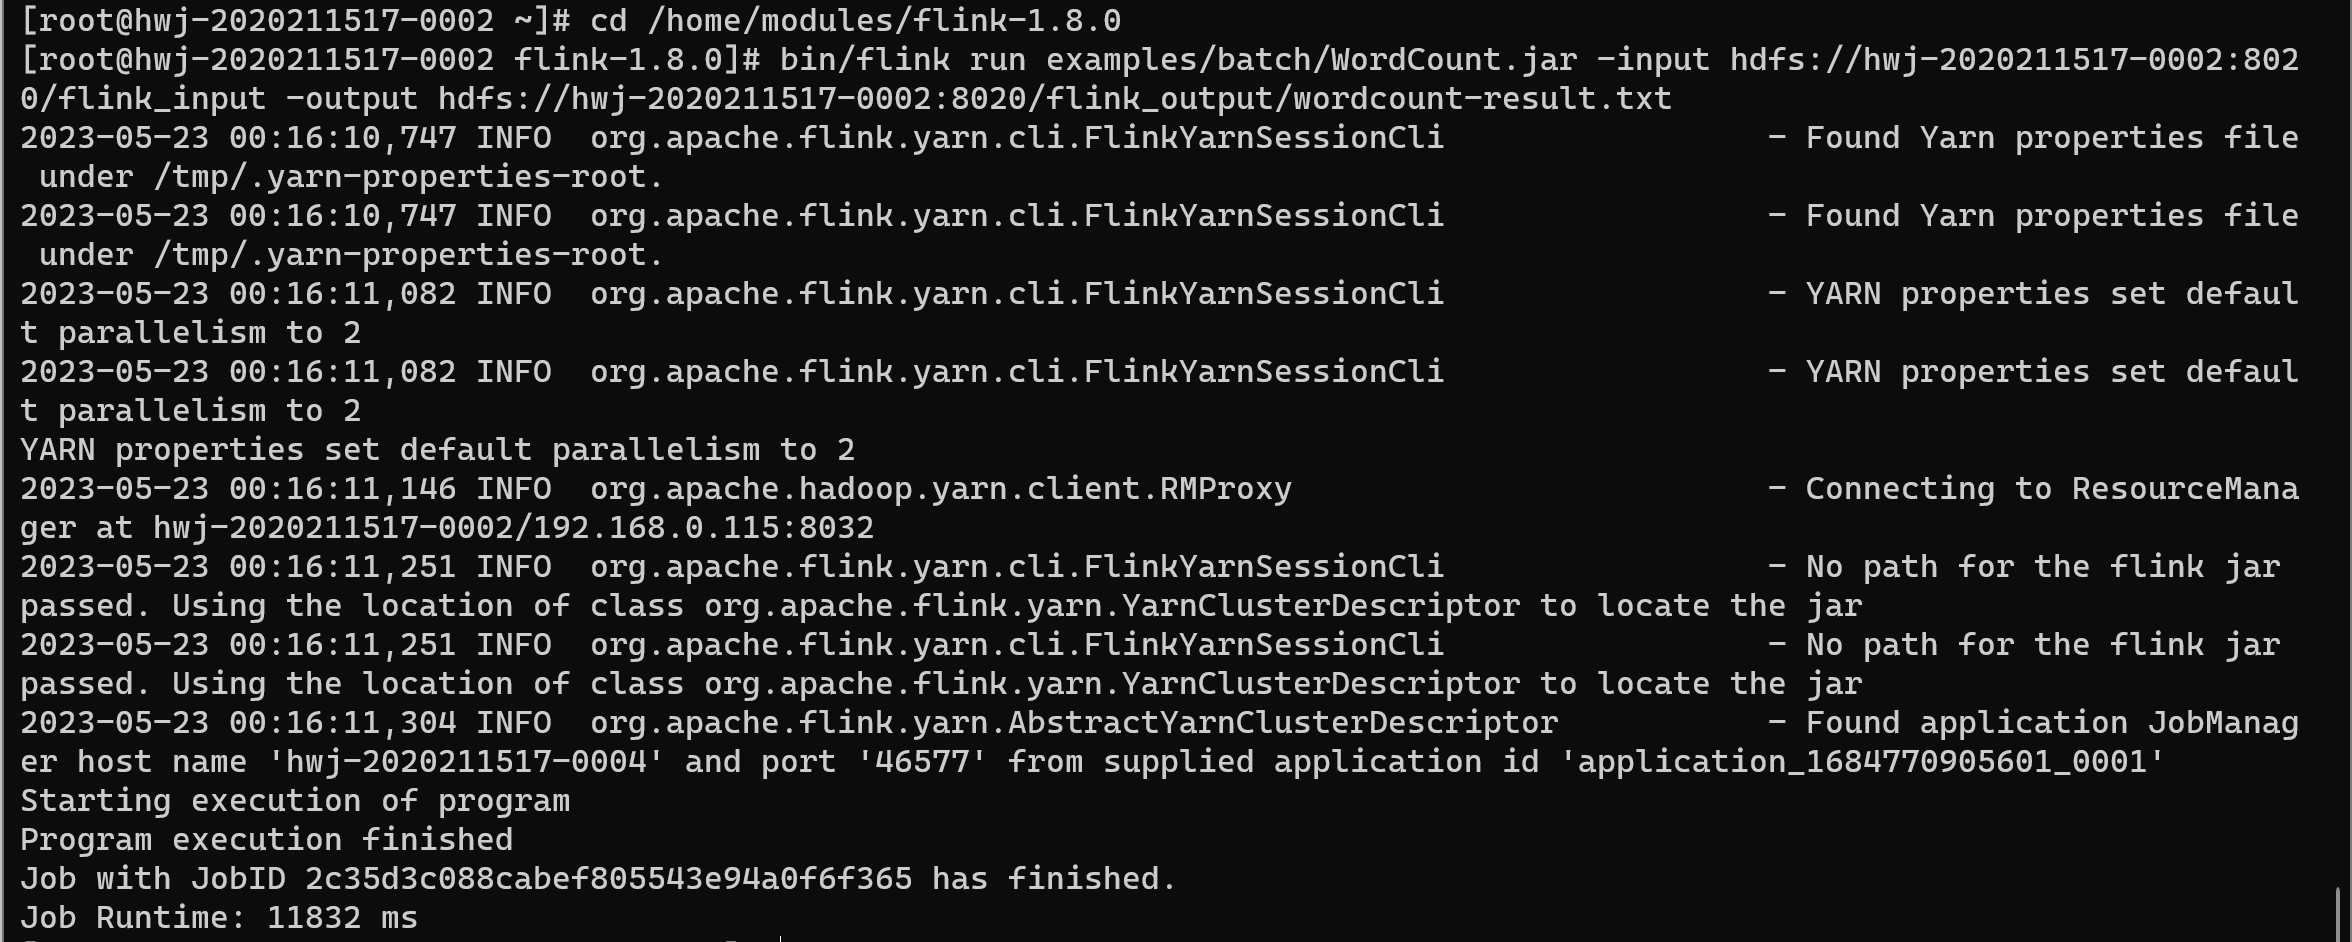 [root@hwj-2020211517-0002 ~]# cd /home/modules/flink-1.8.0
[root@hwj-2020211517-0002 flink-1.8.0]# bin/flink run examples/batch/WordCount.jar -input hdfs://hwj-2020211517-0002:802
0/flink_input -output hdfs://hwj-2020211517-0002:8020/flink_output/wordcount-result.txt
2023-05-23 00:16:10,747 INFO  org.apache.flink.yarn.cli.FlinkYarnSessionCli                 - Found Yarn properties file
 under /tmp/.yarn-properties-root.
2023-05-23 00:16:10,747 INFO  org.apache.flink.yarn.cli.FlinkYarnSessionCli                 - Found Yarn properties file
 under /tmp/.yarn-properties-root.
2023-05-23 00:16:11,082 INFO  org.apache.flink.yarn.cli.FlinkYarnSessionCli                 - YARN properties set defaul
t parallelism to 2
2023-05-23 00:16:11,082 INFO  org.apache.flink.yarn.cli.FlinkYarnSessionCli                 - YARN properties set defaul
t parallelism to 2
YARN properties set default parallelism to 2
2023-05-23 00:16:11,146 INFO  org.apache.hadoop.yarn.client.RMProxy                         - Connecting to ResourceMana
ger at hwj-2020211517-0002/192.168.0.115:8032
2023-05-23 00:16:11,251 INFO  org.apache.flink.yarn.cli.FlinkYarnSessionCli                 - No path for the flink jar
passed. Using the location of class org.apache.flink.yarn.YarnClusterDescriptor to locate the jar
2023-05-23 00:16:11,251 INFO  org.apache.flink.yarn.cli.FlinkYarnSessionCli                 - No path for the flink jar
passed. Using the location of class org.apache.flink.yarn.YarnClusterDescriptor to locate the jar
2023-05-23 00:16:11,304 INFO  org.apache.flink.yarn.AbstractYarnClusterDescriptor           - Found application JobManag
er host name 'hwj-2020211517-0004' and port '46577' from supplied application id 'application_1684770905601_0001'
Starting execution of program
Program execution finished
Job with JobID 2c35d3c088cabef805543e94a0f6f365 has finished.
Job Runtime: 11832 ms